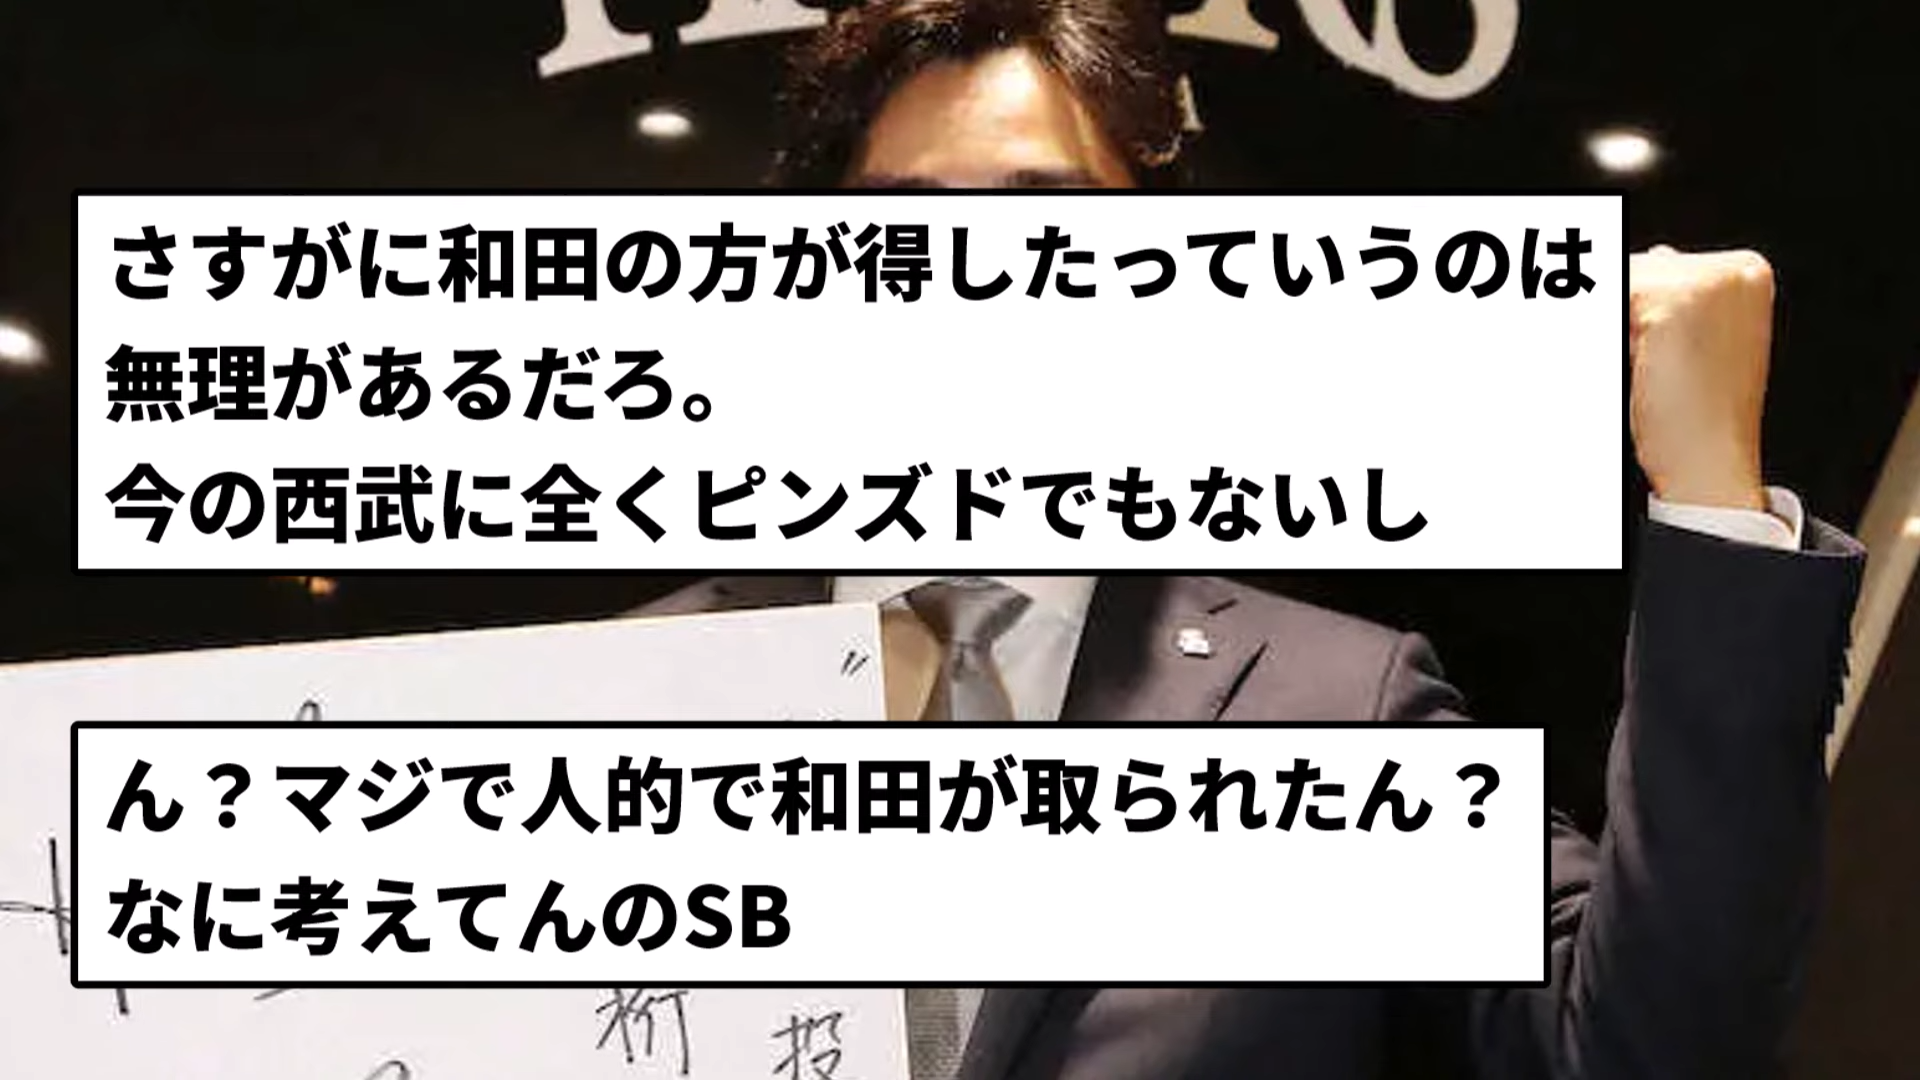 さすがに和田の方が得したっていうのは
無理があるだろ。
今の西武に全くピンズドでもないし
ん？マジで人的で和田が取られたん？
なに考えてんのSB
桁 投